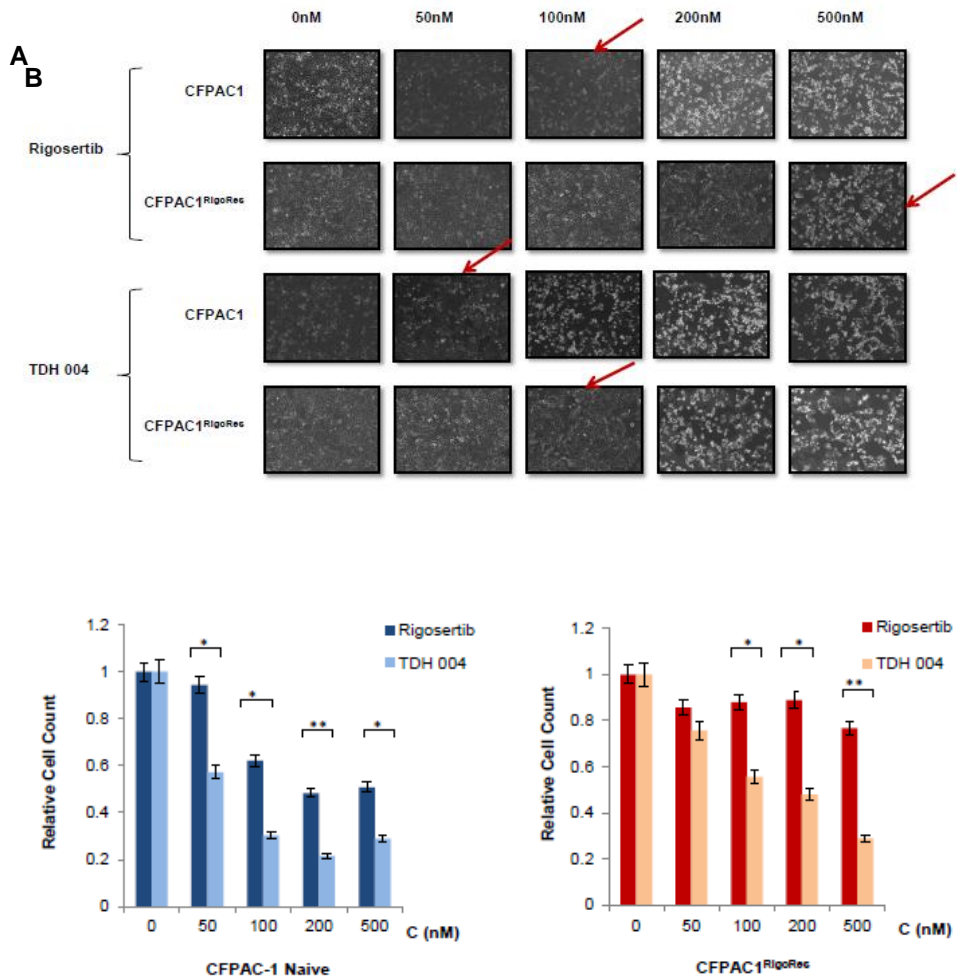 0nM 50nM 100nM 200nM 500nM
A
B
CFPAC1
Rigosertib
CFPAC1RigoRes
CFPAC1
TDH 004
CFPAC1RigoRes
1.2
1
0.8
0.6
0.4
0.2
0
Relative Cell Count
* * ** *
Rigosertib
TDH 004
0 50 100 200 500 C (nM)
CFPAC-1 Naive
1.2
1
0.8
0.6
0.4
0.2
0
Relative Cell Count
* * **
Rigosertib
TDH 004
0 50 100 200 500 C (nM)
CFPAC1RigoRes